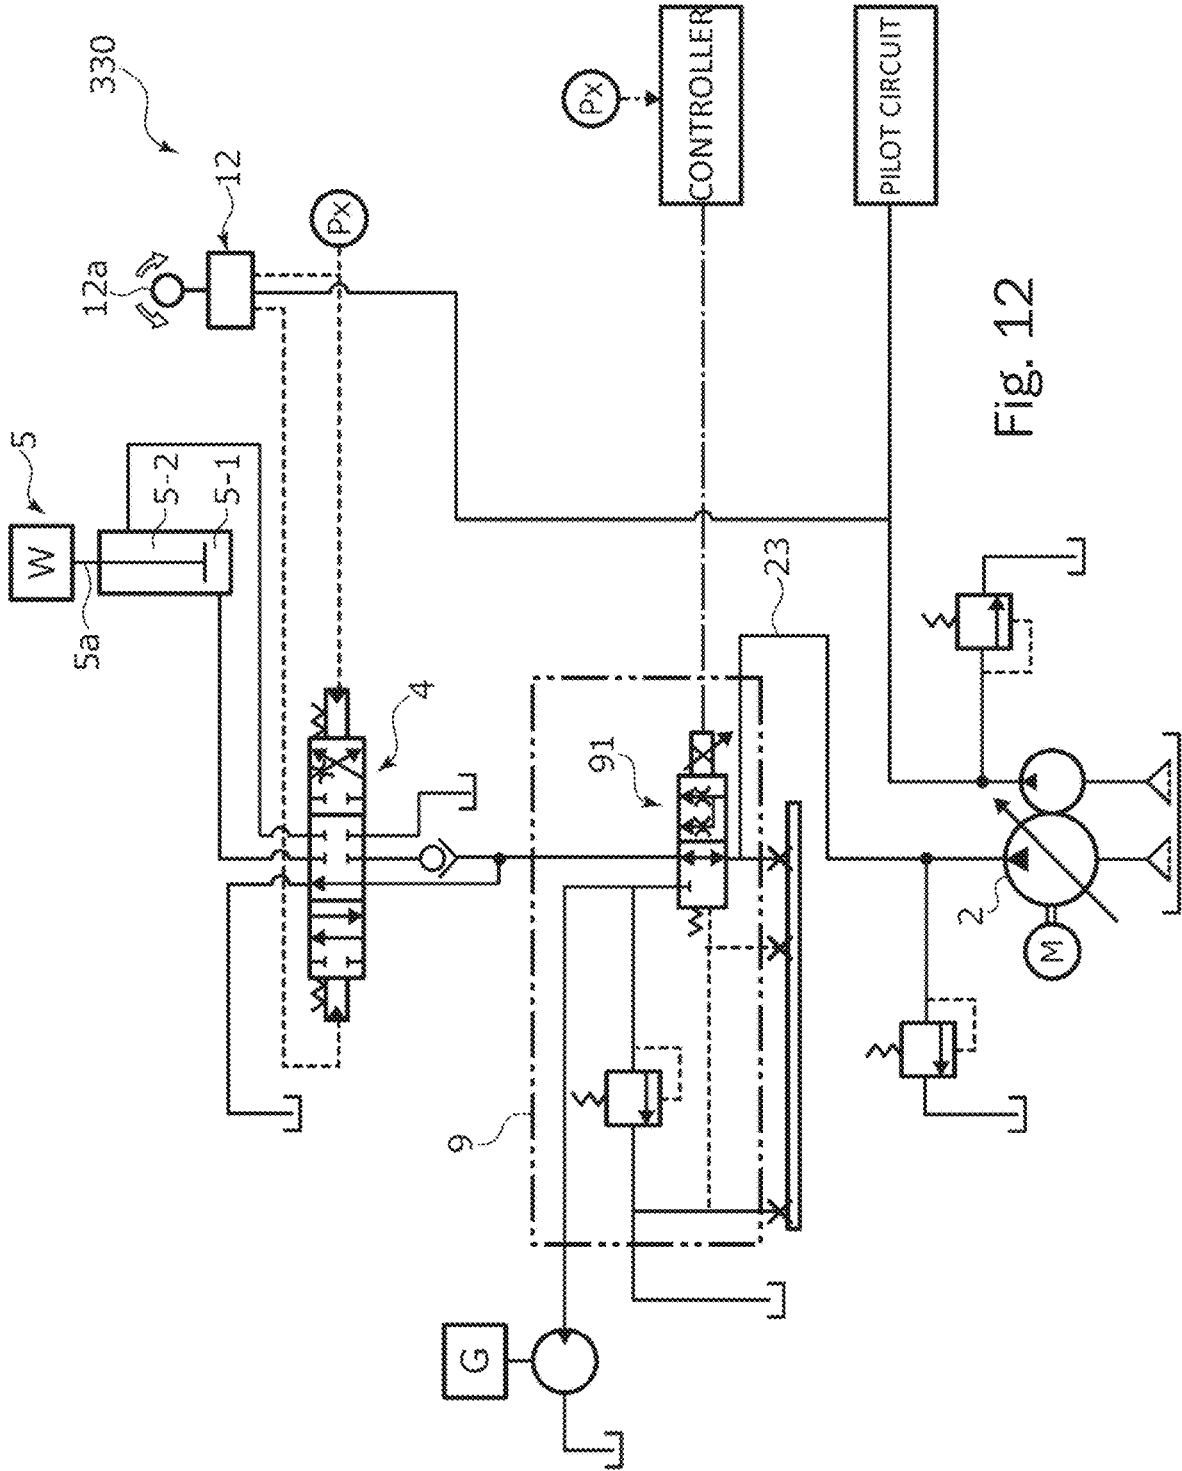 330
12
12a
Px
5
W
5-2
5-1
5a
4
Px
CONTROLLER
PILOT CIRCUIT
23
91
9
2
M
G
Fig. 12